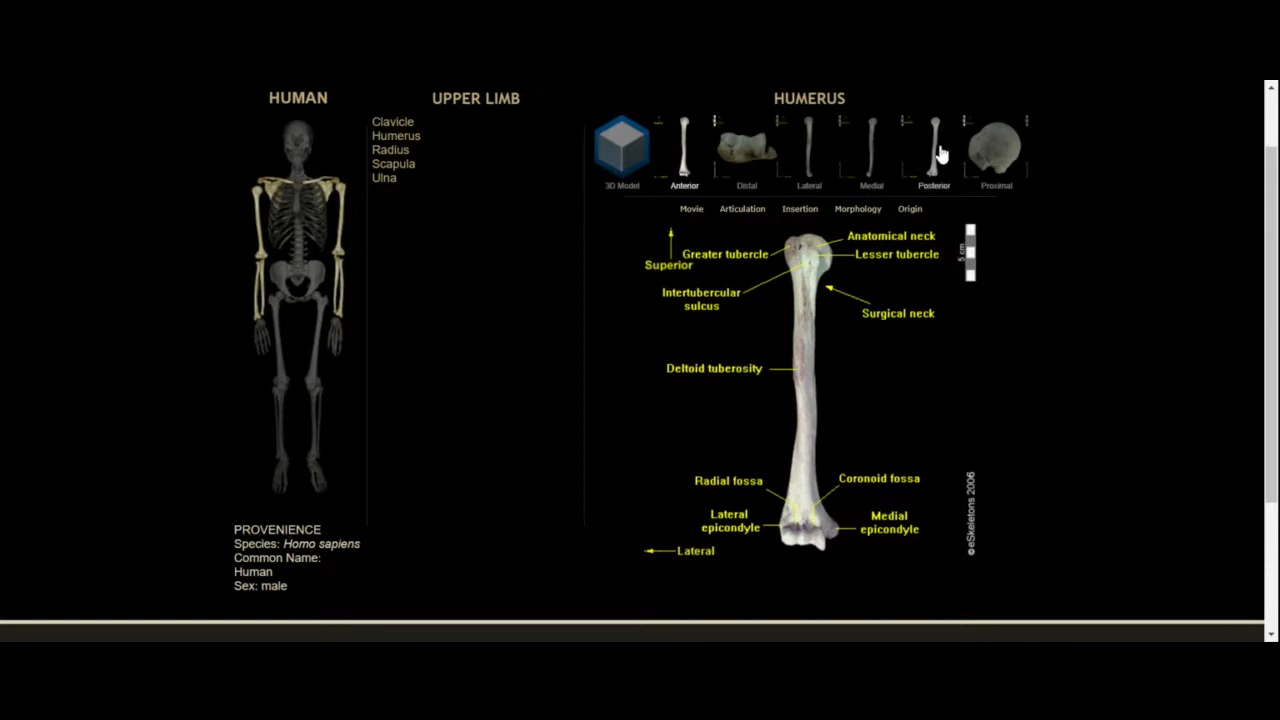 HUMAN
UPPER LIMB
HUMERUS
Clavicle
Humerus
Radius
Scapula
Ulna
3D Model
Anterior
Distal
Lateral
Medial
Posterior
Proximal
Movie
Articulation
Insertion
Morphology
Origin
Superior
Greater tubercle
Anatomical neck
Lesser tubercle
Intertubercular
sulcus
Surgical neck
Deltoid tuberosity
Radial fossa
Coronoid fossa
Lateral
epicondyle
Medial
epicondyle
Lateral
5 cm
©eSkeletons 2006
PROVENIENCE
Species: Homo sapiens
Common Name:
Human
Sex: male